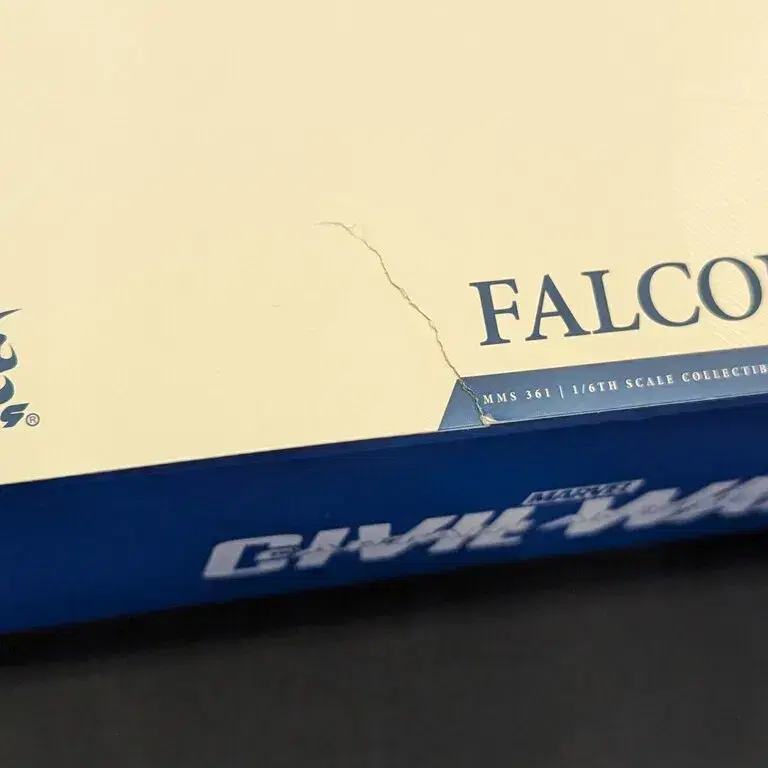 FALCO
MMS 361 | 1/6TH SCALE COLLECTIB
s®
MARVEL
CIVIL WA